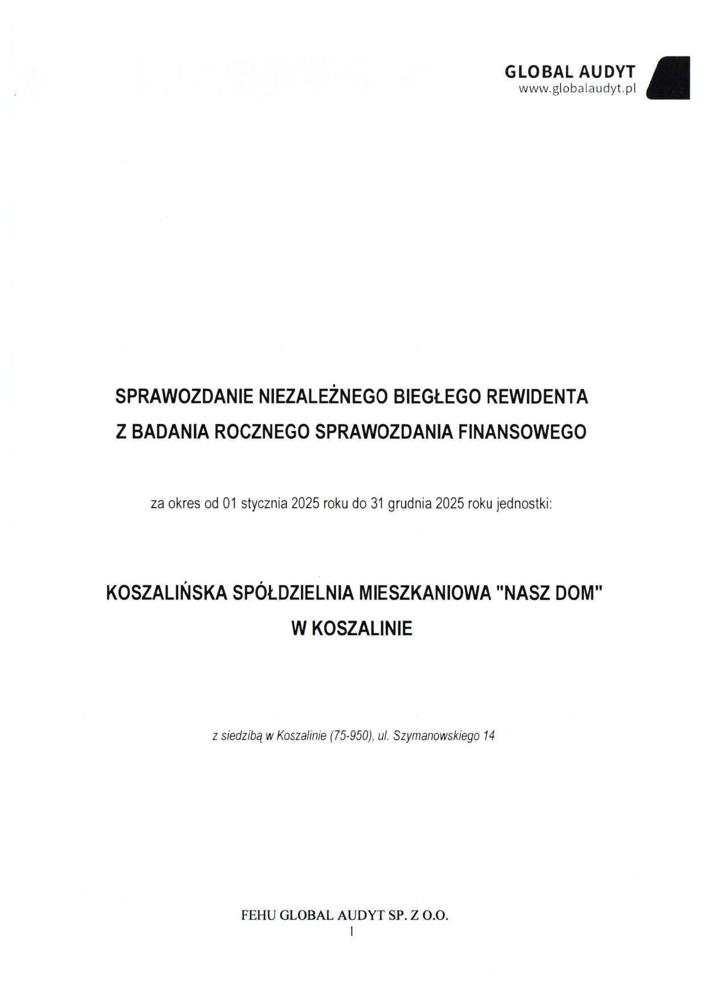 GLOBAL AUDYT
www.globalaudyt.pl
SPRAWOZDANIE NIEZALEŻNEGO BIEGŁEGO REWIDENTA
Z BADANIA ROCZNEGO SPRAWOZDANIA FINANSOWEGO
za okres od 01 stycznia 2025 roku do 31 grudnia 2025 roku jednostki:
KOSZALIŃSKA SPÓŁDZIELNIA MIESZKANIOWA "NASZ DOM"
W KOSZALINIE
z siedzibą w Koszalinie (75-950), ul. Szymanowskiego 14
FEHU GLOBAL AUDYT SP. Z O.O.
1